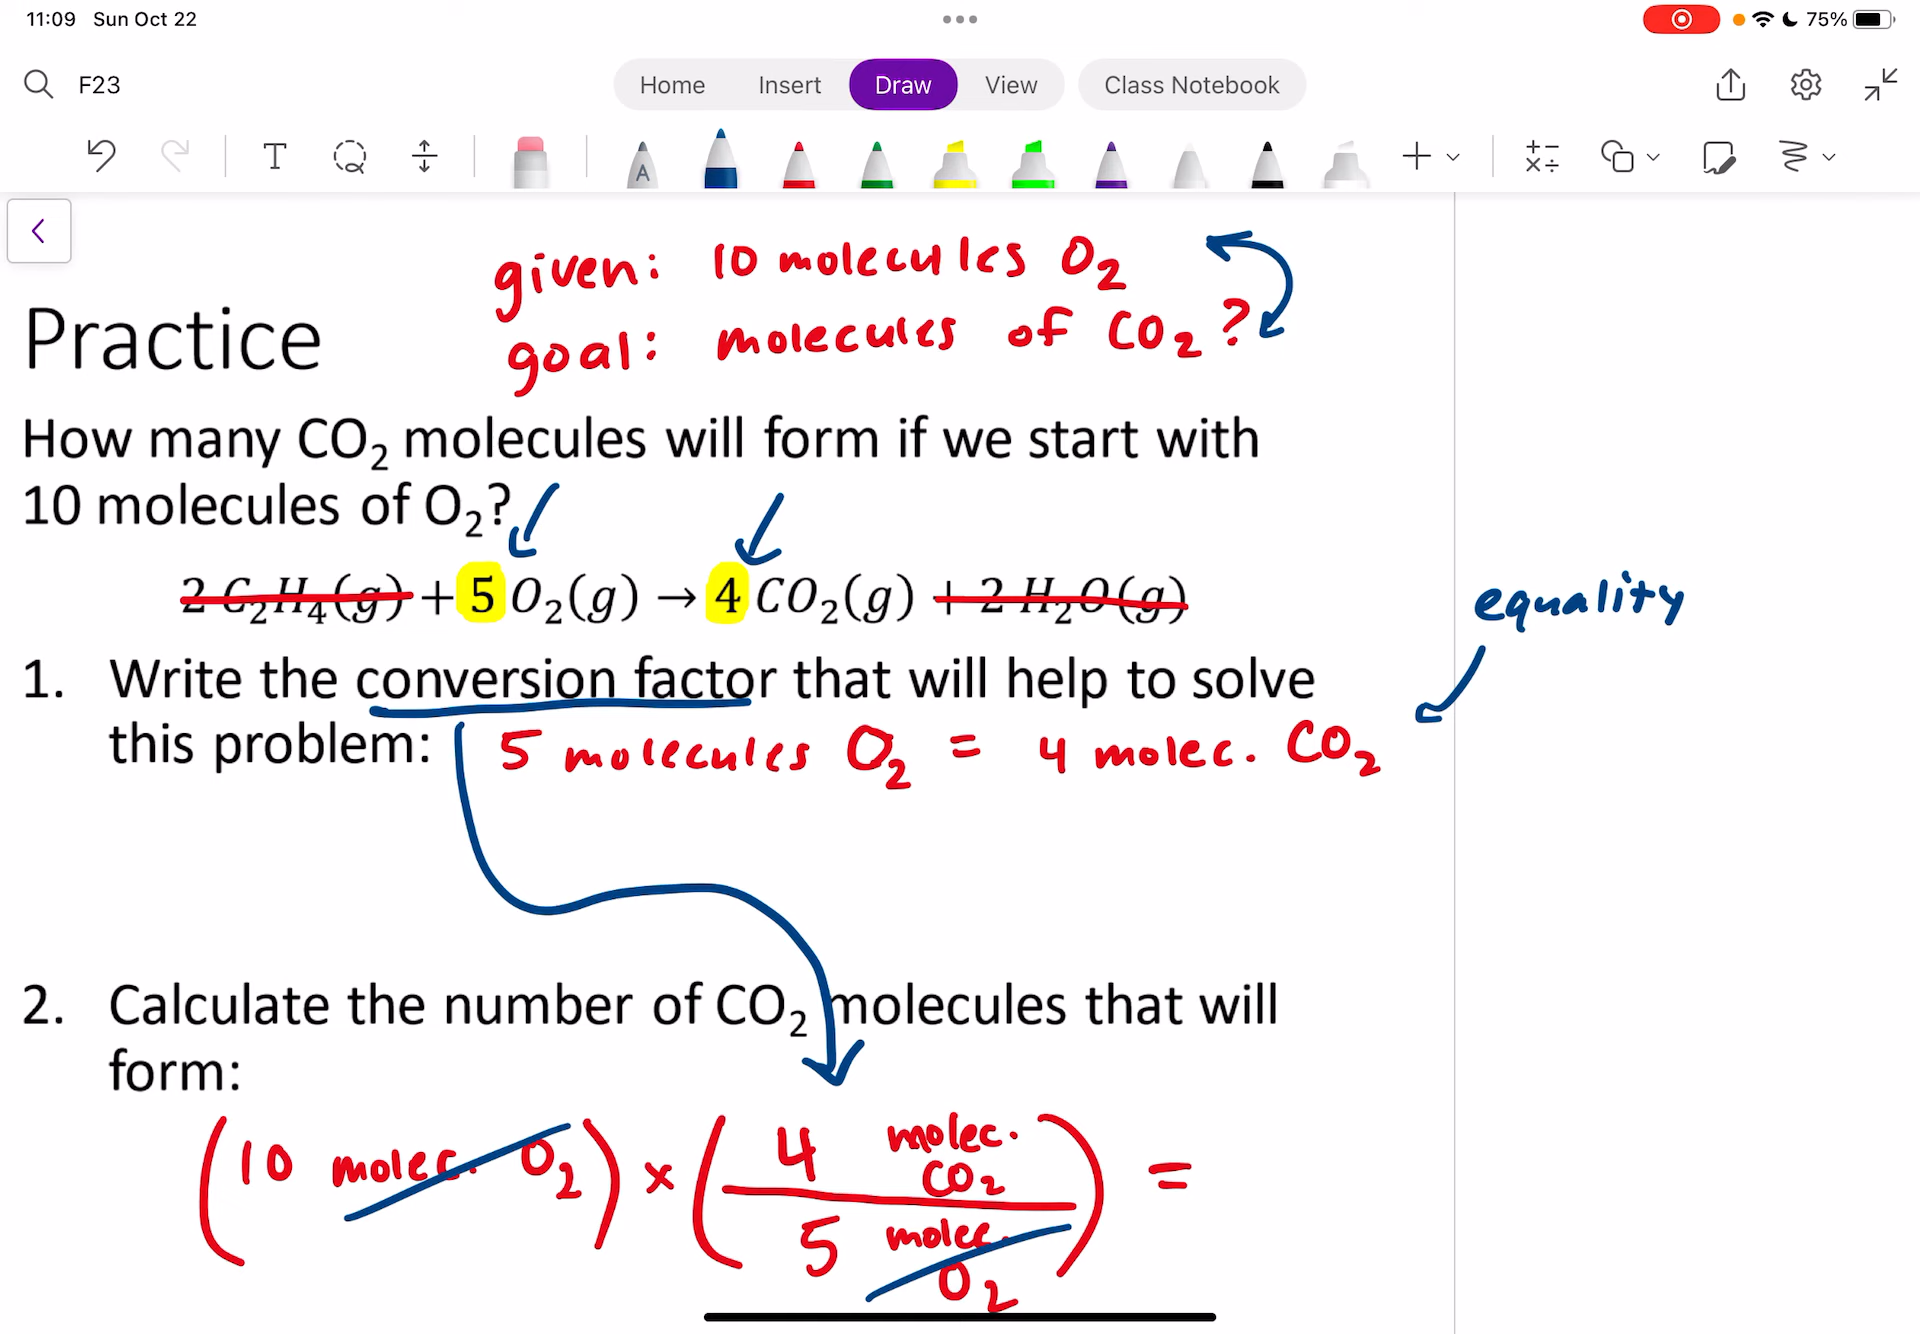 11:09 Sun Oct 22
75%
F23
Home Insert Draw View Class Notebook
T
A
given: 10 molecules O₂
goal: molecules of CO₂?
Practice
How many CO₂ molecules will form if we start with
10 molecules of O₂?
2 C₂H₄(g) + 5 O₂(g) → 4 CO₂(g) + 2 H₂O(g)
equality
1. Write the conversion factor that will help to solve
this problem: 5 molecules O₂ = 4 molec. CO₂
2. Calculate the number of CO₂ molecules that will
form:
(10 molec. O₂) x (4 molec. CO₂ / 5 molec. O₂) =